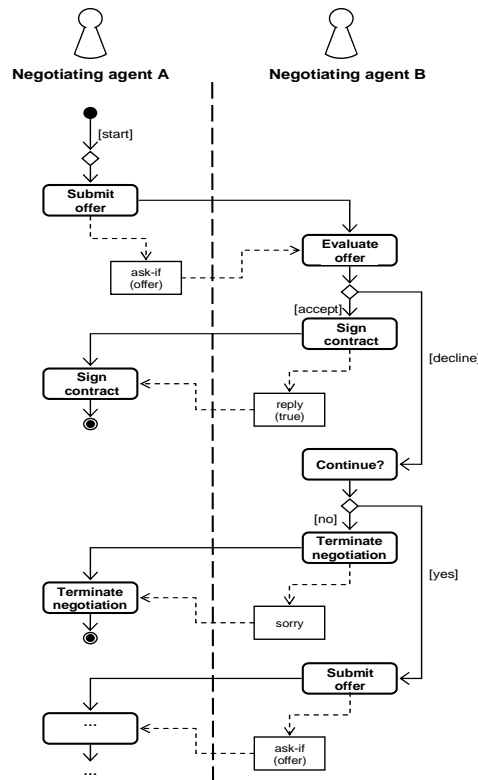 Negotiating agent A
Negotiating agent B
[start]
Submit
offer
Evaluate
offer
ask-if
(offer)
[accept]
Sign
contract
[decline]
Sign
contract
reply
(true)
Continue?
[no]
Terminate
negotiation
[yes]
Terminate
negotiation
sorry
Submit
offer
...
ask-if
(offer)
...